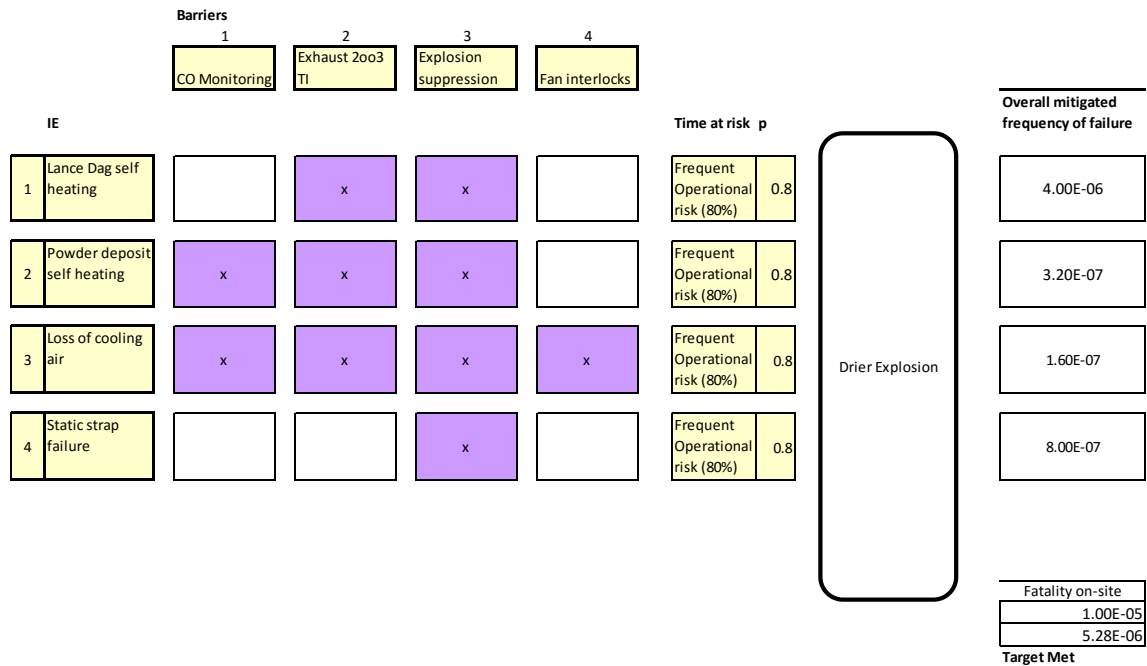 Barriers
1 2 3 4
CO Monitoring
Exhaust 2oo3
TI
Explosion
suppression
Fan interlocks
IE
Time at risk p
Overall mitigated
frequency of failure
1
Lance Dag self
heating
x x
Frequent
Operational
risk (80%)
0.8
4.00E-06
2
Powder deposit
self heating
x x x
Frequent
Operational
risk (80%)
0.8
3.20E-07
3
Loss of cooling
air
x x x x
Frequent
Operational
risk (80%)
0.8
Drier Explosion
1.60E-07
4
Static strap
failure
x
Frequent
Operational
risk (80%)
0.8
8.00E-07
Fatality on-site
1.00E-05
5.28E-06
Target Met